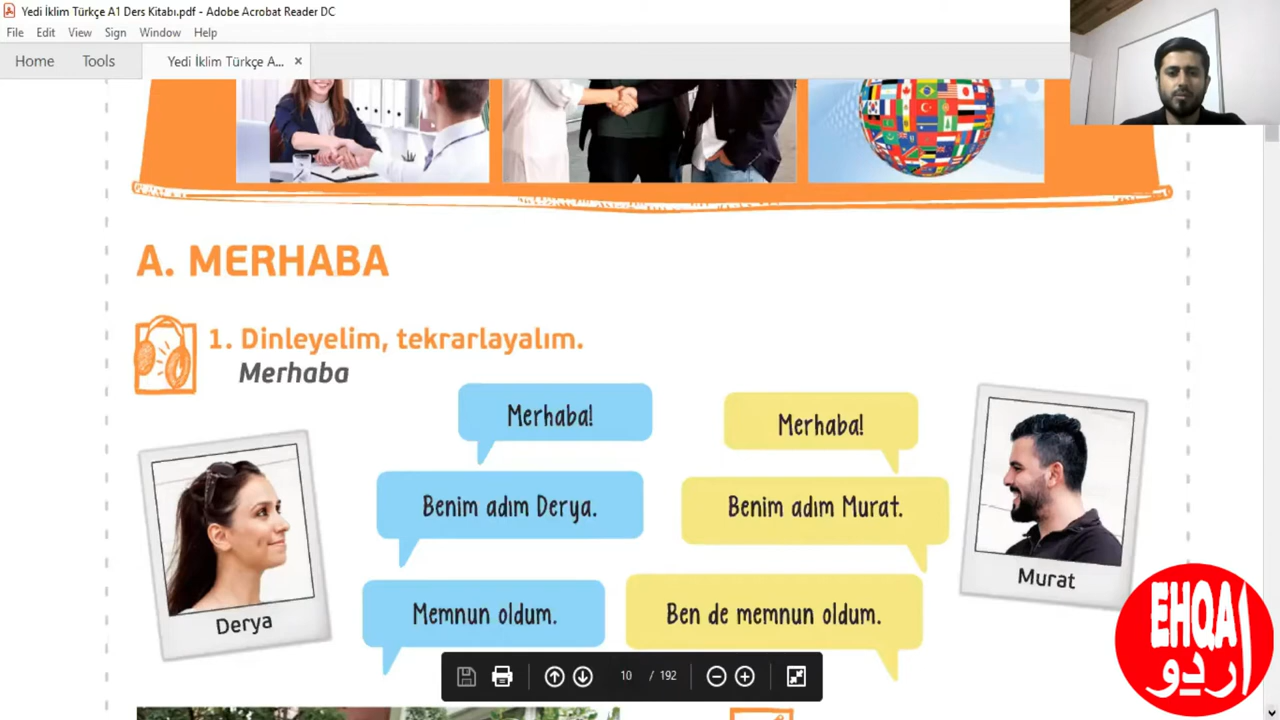 Yedi İklim Türkçe A1 Ders Kitabı.pdf - Adobe Acrobat Reader DC
File Edit View Sign Window Help
Home Tools Yedi İklim Türkçe A... ×
A. MERHABA
1. Dinleyelim, tekrarlayalım.
Merhaba
Merhaba!
Merhaba!
Benim adım Derya.
Benim adım Murat.
Memnun oldum.
Ben de memnun oldum.
Derya
Murat
10 / 192
EHQA
اردو